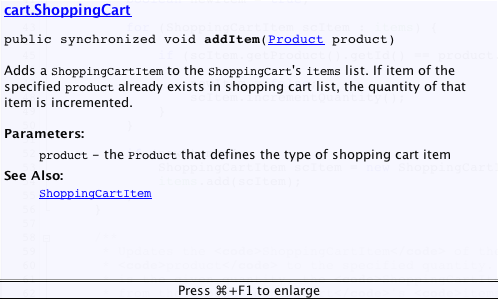 cart.ShoppingCart
public synchronized void addItem(Product product)
Adds a ShoppingCartItem to the ShoppingCart's items list. If item of the
specified product already exists in shopping cart list, the quantity of that
item is incremented.
Parameters:
product – the Product that defines the type of shopping cart item
See Also:
ShoppingCartItem
Press ⌘+F1 to enlarge